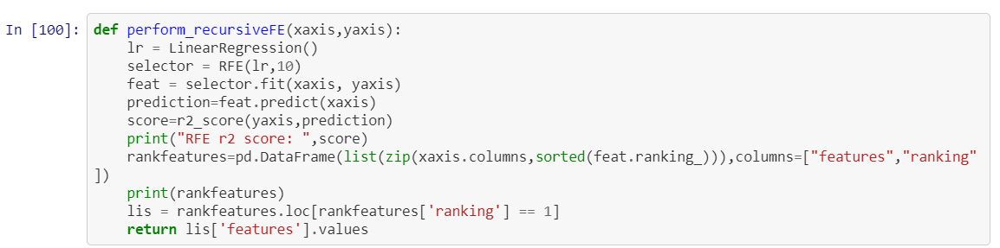 In [100]: def perform_recursiveFE(xaxis,yaxis):
    lr = LinearRegression()
    selector = RFE(lr,10)
    feat = selector.fit(xaxis, yaxis)
    prediction=feat.predict(xaxis)
    score=r2_score(yaxis,prediction)
    print("RFE r2 score: ",score)
    rankfeatures=pd.DataFrame(list(zip(xaxis.columns,sorted(feat.ranking_))),columns=["features","ranking"
])
    print(rankfeatures)
    lis = rankfeatures.loc[rankfeatures['ranking'] == 1]
    return lis['features'].values